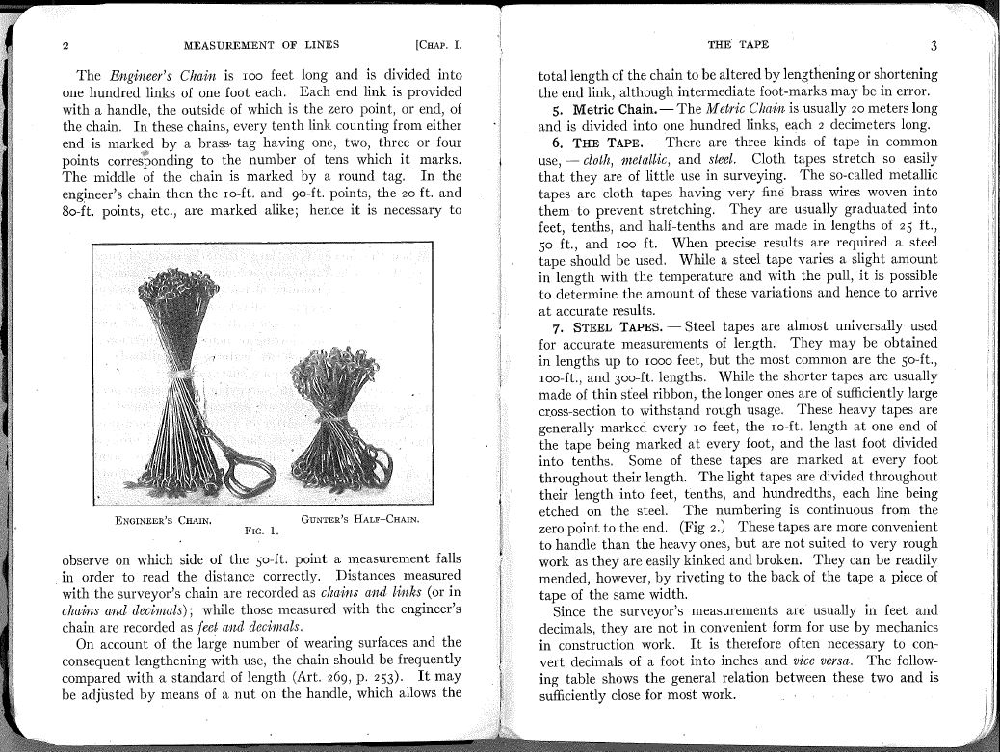 2 MEASUREMENT OF LINES [CHAP. I.
The Engineer's Chain is 100 feet long and is divided into
one hundred links of one foot each. Each end link is provided
with a handle, the outside of which is the zero point, or end, of
the chain. In these chains, every tenth link counting from either
end is marked by a brass tag having one, two, three or four
points corresponding to the number of tens which it marks.
The middle of the chain is marked by a round tag. In the
engineer's chain then the 10-ft. and 90-ft. points, the 20-ft. and
80-ft. points, etc., are marked alike; hence it is necessary to
ENGINEER'S CHAIN. GUNTER'S HALF-CHAIN.
FIG. 1.
observe on which side of the 50-ft. point a measurement falls
in order to read the distance correctly. Distances measured
with the surveyor's chain are recorded as chains and links (or in
chains and decimals); while those measured with the engineer's
chain are recorded as feet and decimals.
On account of the large number of wearing surfaces and the
consequent lengthening with use, the chain should be frequently
compared with a standard of length (Art. 269, p. 253). It may
be adjusted by means of a nut on the handle, which allows the
THE TAPE 3
total length of the chain to be altered by lengthening or shortening
the end link, although intermediate foot-marks may be in error.
5. Metric Chain. — The Metric Chain is usually 20 meters long
and is divided into one hundred links, each 2 decimeters long.
6. THE TAPE. — There are three kinds of tape in common
use, — cloth, metallic, and steel. Cloth tapes stretch so easily
that they are of little use in surveying. The so-called metallic
tapes are cloth tapes having very fine brass wires woven into
them to prevent stretching. They are usually graduated into
feet, tenths, and half-tenths and are made in lengths of 25 ft.,
50 ft., and 100 ft. When precise results are required a steel
tape should be used. While a steel tape varies a slight amount
in length with the temperature and with the pull, it is possible
to determine the amount of these variations and hence to arrive
at accurate results.
7. STEEL TAPES. — Steel tapes are almost universally used
for accurate measurements of length. They may be obtained
in lengths up to 1000 feet, but the most common are the 50-ft.,
100-ft., and 300-ft. lengths. While the shorter tapes are usually
made of thin steel ribbon, the longer ones are of sufficiently large
cross-section to withstand rough usage. These heavy tapes are
generally marked every 10 feet, the 10-ft. length at one end of
the tape being marked at every foot, and the last foot divided
into tenths. Some of these tapes are marked at every foot
throughout their length. The light tapes are divided throughout
their length into feet, tenths, and hundredths, each line being
etched on the steel. The numbering is continuous from the
zero point to the end. (Fig 2.) These tapes are more convenient
to handle than the heavy ones, but are not suited to very rough
work as they are easily kinked and broken. They can be readily
mended, however, by riveting to the back of the tape a piece of
tape of the same width.
Since the surveyor's measurements are usually in feet and
decimals, they are not in convenient form for use by mechanics
in construction work. It is therefore often necessary to con-
vert decimals of a foot into inches and vice versa. The follow-
ing table shows the general relation between these two and is
sufficiently close for most work.